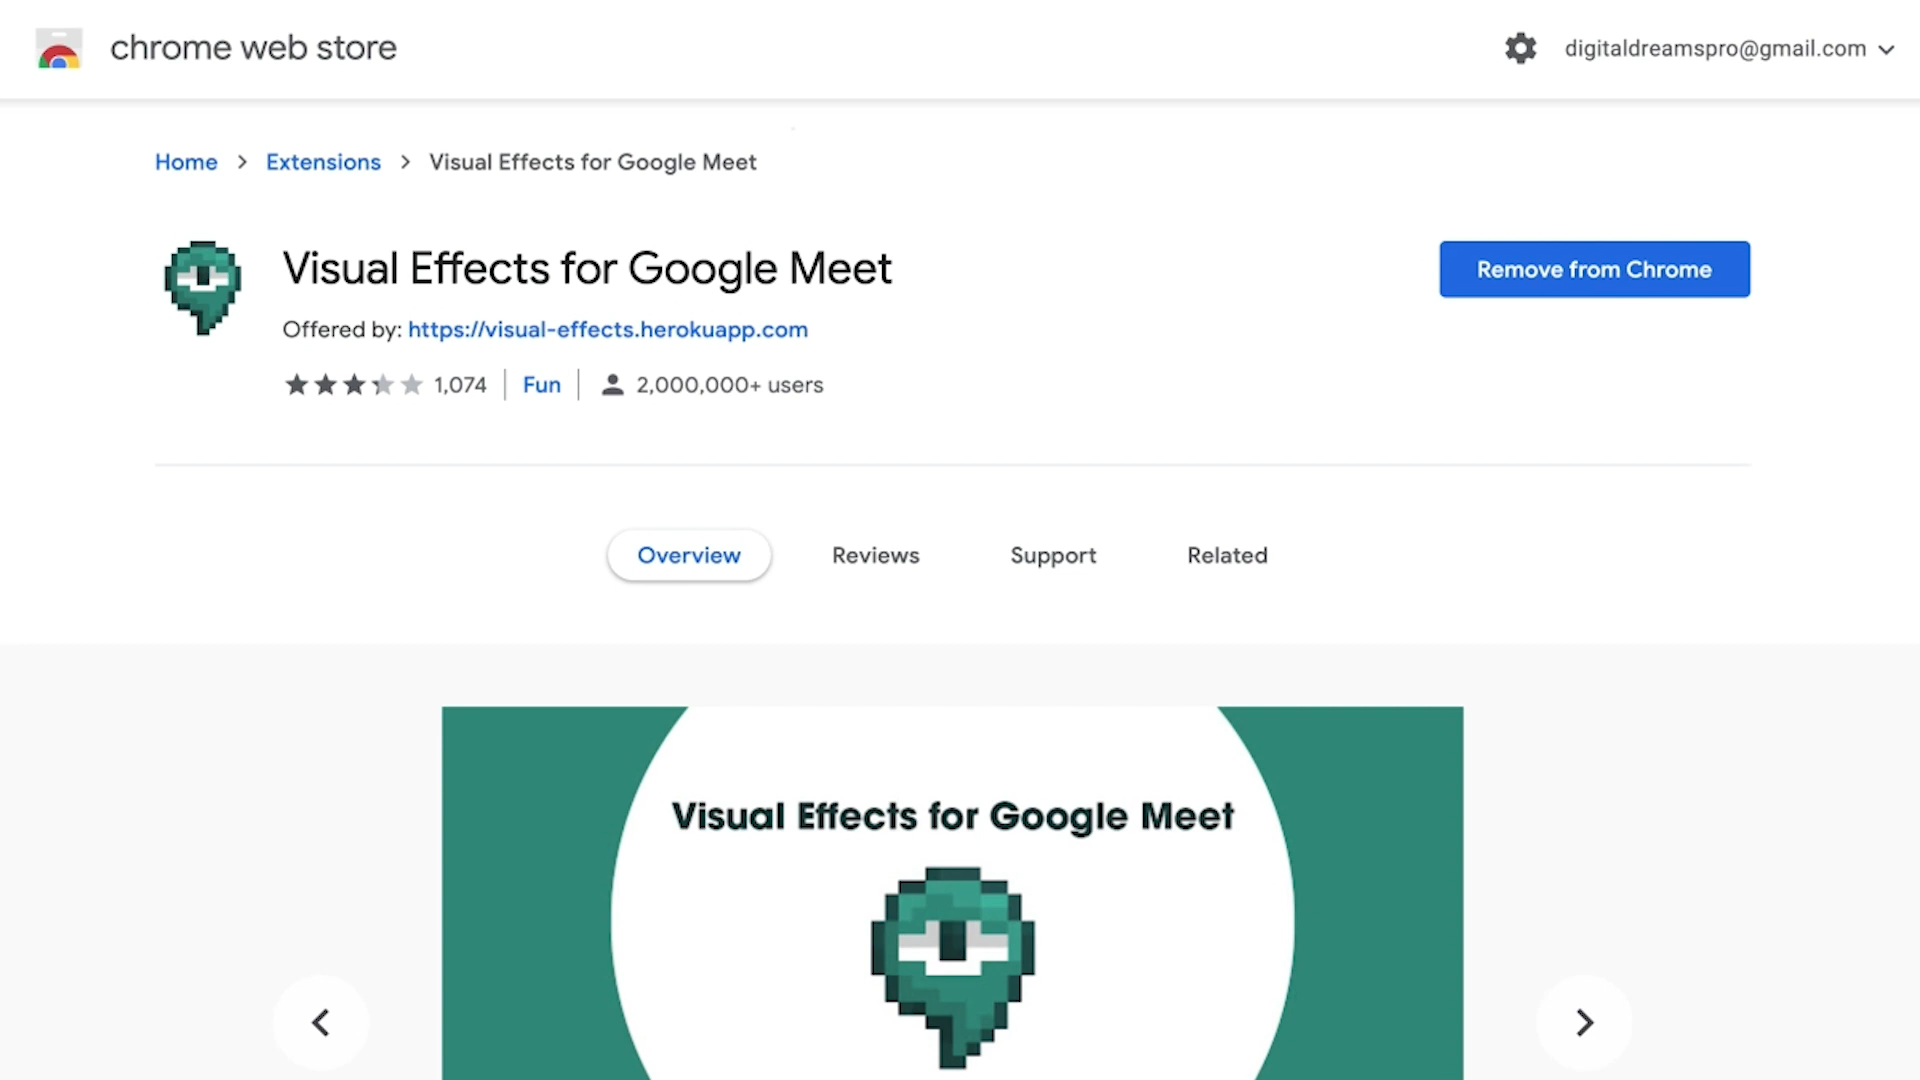 chrome web store
digitaldreamspro@gmail.com
Home > Extensions > Visual Effects for Google Meet
Visual Effects for Google Meet
Remove from Chrome
Offered by: https://visual-effects.herokuapp.com
1,074 | Fun | 2,000,000+ users
Overview Reviews Support Related
Visual Effects for Google Meet